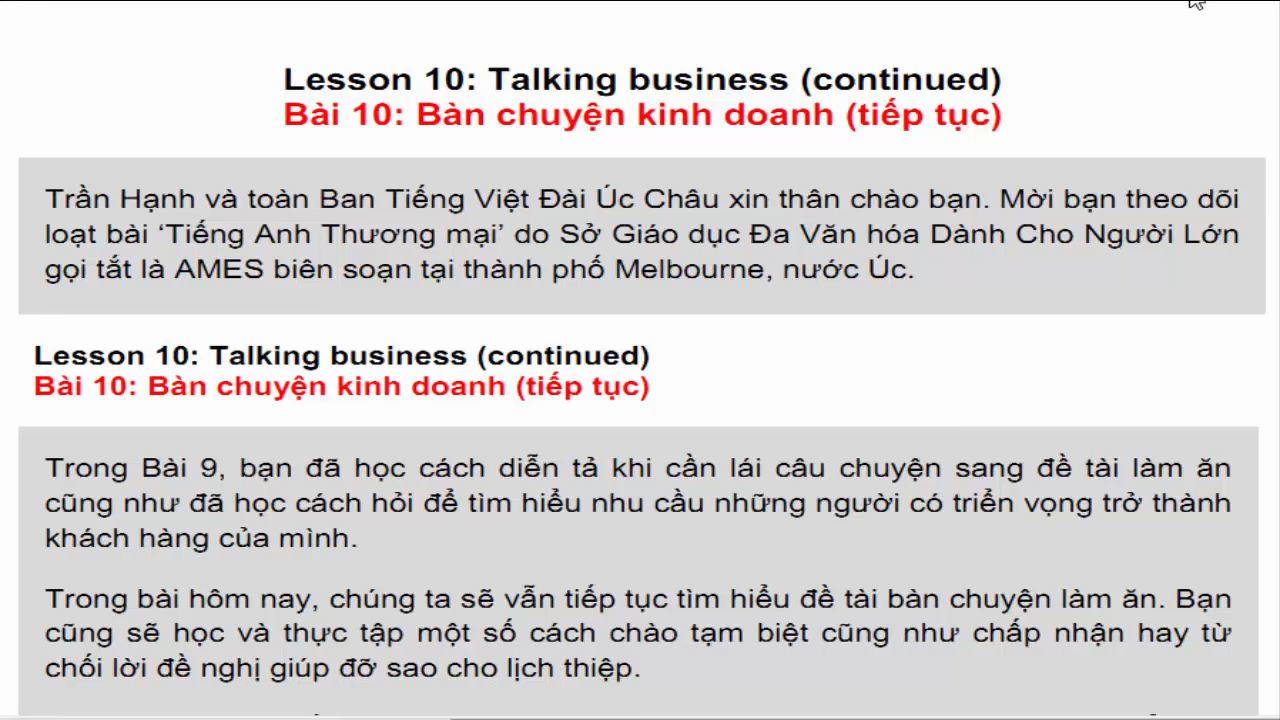 Lesson 10: Talking business (continued)
Bài 10: Bàn chuyện kinh doanh (tiếp tục)
Trần Hạnh và toàn Ban Tiếng Việt Đài Úc Châu xin thân chào bạn. Mời bạn theo dõi
loạt bài ‘Tiếng Anh Thương mại’ do Sở Giáo dục Đa Văn hóa Dành Cho Người Lớn
gọi tắt là AMES biên soạn tại thành phố Melbourne, nước Úc.
Lesson 10: Talking business (continued)
Bài 10: Bàn chuyện kinh doanh (tiếp tục)
Trong Bài 9, bạn đã học cách diễn tả khi cần lái câu chuyện sang đề tài làm ăn
cũng như đã học cách hỏi để tìm hiểu nhu cầu những người có triển vọng trở thành
khách hàng của mình.
Trong bài hôm nay, chúng ta sẽ vẫn tiếp tục tìm hiểu đề tài bàn chuyện làm ăn. Bạn
cũng sẽ học và thực tập một số cách chào tạm biệt cũng như chấp nhận hay từ
chối lời đề nghị giúp đỡ sao cho lịch thiệp.